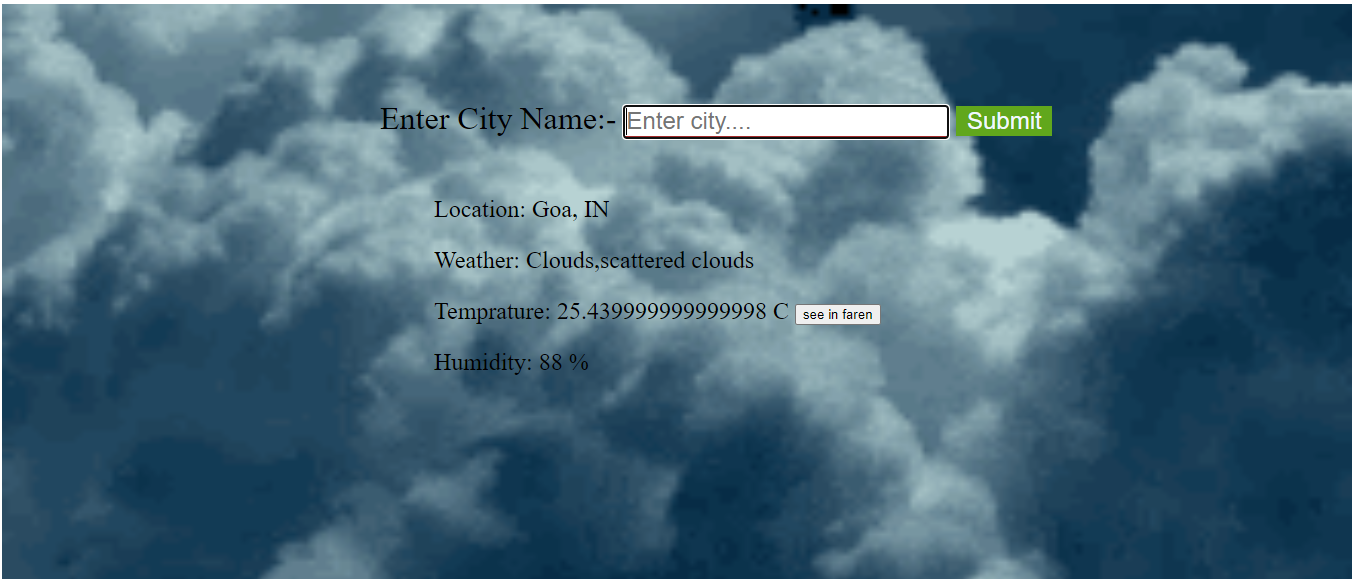 Enter City Name:- Enter city.... Submit
Location: Goa, IN
Weather: Clouds,scattered clouds
Temprature: 25.439999999999998 C see in faren
Humidity: 88 %